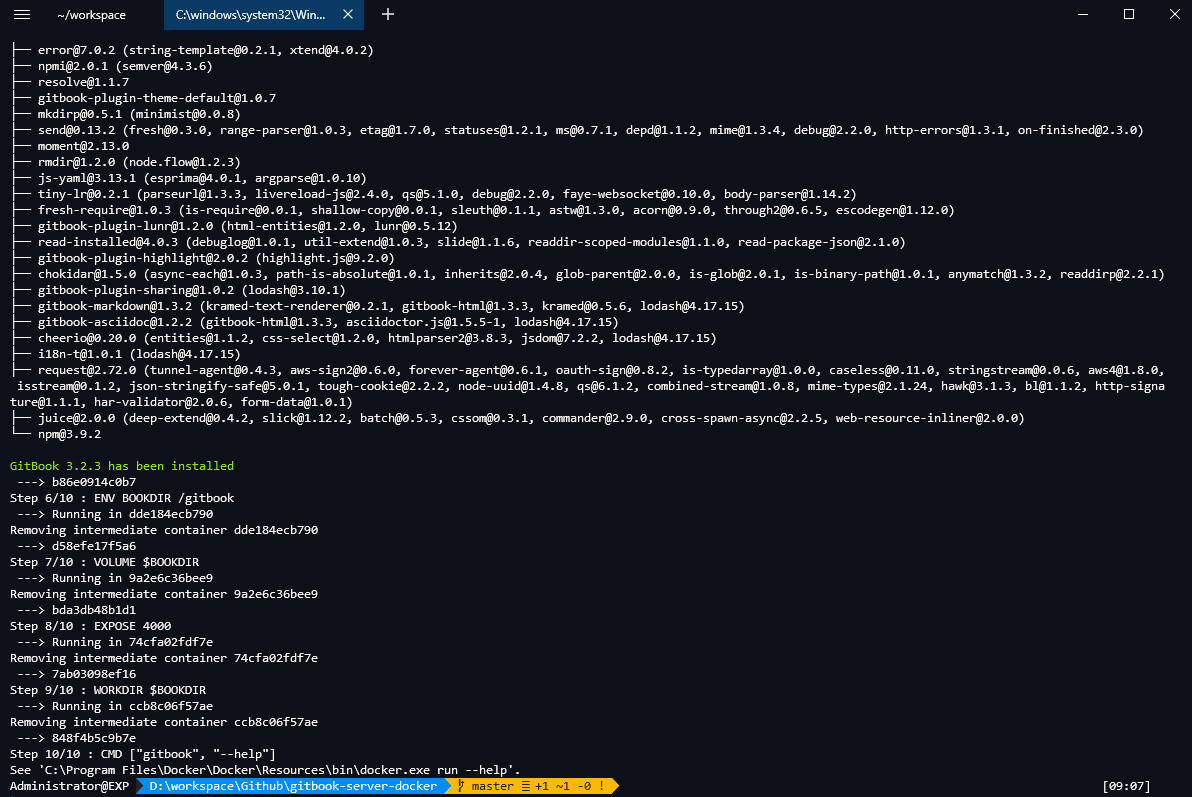 ~/workspace
C:\windows\system32\Win...
├── error@7.0.2 (string-template@0.2.1, xtend@4.0.2)
├── npmi@2.0.1 (semver@4.3.6)
├── resolve@1.1.7
├── gitbook-plugin-theme-default@1.0.7
├── mkdirp@0.5.1 (minimist@0.0.8)
├── send@0.13.2 (fresh@0.3.0, range-parser@1.0.3, etag@1.7.0, statuses@1.2.1, ms@0.7.1, depd@1.1.2, mime@1.3.4, debug@2.2.0, http-errors@1.3.1, on-finished@2.3.0)
├── moment@2.13.0
├── rmdir@1.2.0 (node.flow@1.2.3)
├── js-yaml@3.13.1 (esprima@4.0.1, argparse@1.0.10)
├── tiny-lr@0.2.1 (parseurl@1.3.3, livereload-js@2.4.0, qs@5.1.0, debug@2.2.0, faye-websocket@0.10.0, body-parser@1.14.2)
├── fresh-require@1.0.3 (is-require@0.0.1, shallow-copy@0.0.1, sleuth@0.1.1, astw@1.3.0, acorn@0.9.0, through2@0.6.5, escodegen@1.12.0)
├── gitbook-plugin-lunr@1.2.0 (html-entities@1.2.0, lunr@0.5.12)
├── read-installed@4.0.3 (debuglog@1.0.1, util-extend@1.0.3, slide@1.1.6, readdir-scoped-modules@1.1.0, read-package-json@2.1.0)
├── gitbook-plugin-highlight@2.0.2 (highlight.js@9.2.0)
├── chokidar@1.5.0 (async-each@1.0.3, path-is-absolute@1.0.1, inherits@2.0.4, glob-parent@2.0.0, is-glob@2.0.1, is-binary-path@1.0.1, anymatch@1.3.2, readdirp@2.2.1)
├── gitbook-plugin-sharing@1.0.2 (lodash@3.10.1)
├── gitbook-markdown@1.3.2 (kramed-text-renderer@0.2.1, gitbook-html@1.3.3, kramed@0.5.6, lodash@4.17.15)
├── gitbook-asciidoc@1.2.2 (gitbook-html@1.3.3, asciidoctor.js@1.5.5-1, lodash@4.17.15)
├── cheerio@0.20.0 (entities@1.1.2, css-select@1.2.0, htmlparser2@3.8.3, jsdom@7.2.2, lodash@4.17.15)
├── i18n-t@1.0.1 (lodash@4.17.15)
├── request@2.72.0 (tunnel-agent@0.4.3, aws-sign2@0.6.0, forever-agent@0.6.1, oauth-sign@0.8.2, is-typedarray@1.0.0, caseless@0.11.0, stringstream@0.0.6, aws4@1.8.0,
isstream@0.1.2, json-stringify-safe@5.0.1, tough-cookie@2.2.2, node-uuid@1.4.8, qs@6.1.2, combined-stream@1.0.8, mime-types@2.1.24, hawk@3.1.3, bl@1.1.2, http-signa
ture@1.1.1, har-validator@2.0.6, form-data@1.0.1)
├── juice@2.0.0 (deep-extend@0.4.2, slick@1.12.2, batch@0.5.3, cssom@0.3.1, commander@2.9.0, cross-spawn-async@2.2.5, web-resource-inliner@2.0.0)
└── npm@3.9.2
GitBook 3.2.3 has been installed
---> b86e0914c0b7
Step 6/10 : ENV BOOKDIR /gitbook
---> Running in dde184ecb790
Removing intermediate container dde184ecb790
---> d58efe17f5a6
Step 7/10 : VOLUME $BOOKDIR
---> Running in 9a2e6c36bee9
Removing intermediate container 9a2e6c36bee9
---> bda3db48b1d1
Step 8/10 : EXPOSE 4000
---> Running in 74cfa02fdf7e
Removing intermediate container 74cfa02fdf7e
---> 7ab03098ef16
Step 9/10 : WORKDIR $BOOKDIR
---> Running in ccb8c06f57ae
Removing intermediate container ccb8c06f57ae
---> 848f4b5c9b7e
Step 10/10 : CMD ["gitbook", "--help"]
See 'C:\Program Files\Docker\Docker\Resources\bin\docker.exe run --help'.
Administrator@EXP D:\workspace\Github\gitbook-server-docker master ≡ +1 ~1 -0 ! [09:07]